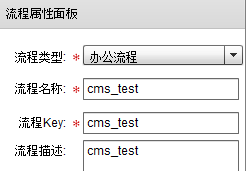 流程属性面板
流程类型: * 办公流程
流程名称: * cms_test
流程Key: * cms_test
流程描述: cms_test